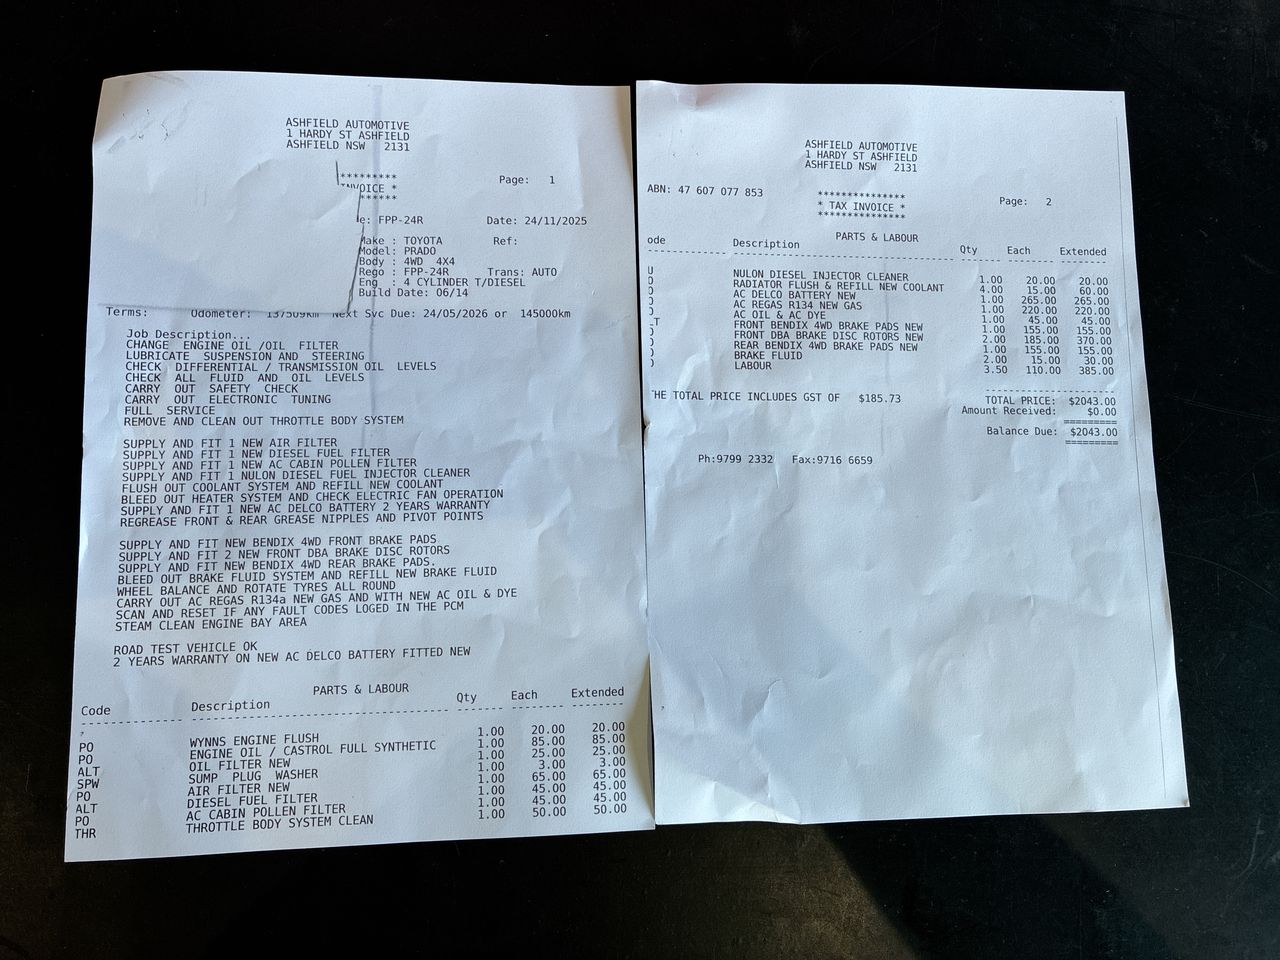 ASHFIELD AUTOMOTIVE
1 HARDY ST ASHFIELD
ASHFIELD NSW 2131
*********
INVOICE *
******
Page: 1
e: FPP-24R Date: 24/11/2025
Make : TOYOTA Ref:
Model: PRADO
Body : 4WD 4X4
Rego : FPP-24R Trans: AUTO
Eng : 4 CYLINDER T/DIESEL
Build Date: 06/14
Terms: Odometer: 137509km Next Svc Due: 24/05/2026 or 145000km
Job Description...
CHANGE ENGINE OIL /OIL FILTER
LUBRICATE SUSPENSION AND STEERING
CHECK DIFFERENTIAL / TRANSMISSION OIL LEVELS
CHECK ALL FLUID AND OIL LEVELS
CARRY OUT SAFETY CHECK
CARRY OUT ELECTRONIC TUNING
FULL SERVICE
REMOVE AND CLEAN OUT THROTTLE BODY SYSTEM
SUPPLY AND FIT 1 NEW AIR FILTER
SUPPLY AND FIT 1 NEW DIESEL FUEL FILTER
SUPPLY AND FIT 1 NEW AC CABIN POLLEN FILTER
SUPPLY AND FIT 1 NULON DIESEL FUEL INJECTOR CLEANER
FLUSH OUT COOLANT SYSTEM AND REFILL NEW COOLANT
BLEED OUT HEATER SYSTEM AND CHECK ELECTRIC FAN OPERATION
SUPPLY AND FIT 1 NEW AC DELCO BATTERY 2 YEARS WARRANTY
REGREASE FRONT & REAR GREASE NIPPLES AND PIVOT POINTS
SUPPLY AND FIT NEW BENDIX 4WD FRONT BRAKE PADS
SUPPLY AND FIT 2 NEW FRONT DBA BRAKE DISC ROTORS
SUPPLY AND FIT NEW BENDIX 4WD REAR BRAKE PADS.
BLEED OUT BRAKE FLUID SYSTEM AND REFILL NEW BRAKE FLUID
WHEEL BALANCE AND ROTATE TYRES ALL ROUND
CARRY OUT AC REGAS R134a NEW GAS AND WITH NEW AC OIL & DYE
SCAN AND RESET IF ANY FAULT CODES LOGED IN THE PCM
STEAM CLEAN ENGINE BAY AREA
ROAD TEST VEHICLE OK
2 YEARS WARRANTY ON NEW AC DELCO BATTERY FITTED NEW
PARTS & LABOUR
Code Description Qty Each Extended
WYNNS ENGINE FLUSH 1.00 20.00 20.00
PO ENGINE OIL / CASTROL FULL SYNTHETIC 1.00 85.00 85.00
PO OIL FILTER NEW 1.00 25.00 25.00
ALT SUMP PLUG WASHER 1.00 3.00 3.00
SPW AIR FILTER NEW 1.00 65.00 65.00
PO DIESEL FUEL FILTER 1.00 45.00 45.00
ALT AC CABIN POLLEN FILTER 1.00 45.00 45.00
PO THROTTLE BODY SYSTEM CLEAN 1.00 50.00 50.00
THR
ASHFIELD AUTOMOTIVE
1 HARDY ST ASHFIELD
ASHFIELD NSW 2131
ABN: 47 607 077 853
***************
* TAX INVOICE *
***************
Page: 2
PARTS & LABOUR
ode Description Qty Each Extended
NULON DIESEL INJECTOR CLEANER 1.00 20.00 20.00
RADIATOR FLUSH & REFILL NEW COOLANT 4.00 15.00 60.00
AC DELCO BATTERY NEW 1.00 265.00 265.00
AC REGAS R134 NEW GAS 1.00 220.00 220.00
AC OIL & AC DYE 1.00 45.00 45.00
FRONT BENDIX 4WD BRAKE PADS NEW 1.00 155.00 155.00
FRONT DBA BRAKE DISC ROTORS NEW 2.00 185.00 370.00
REAR BENDIX 4WD BRAKE PADS NEW 1.00 155.00 155.00
BRAKE FLUID 2.00 15.00 30.00
LABOUR 3.50 110.00 385.00
HE TOTAL PRICE INCLUDES GST OF $185.73
TOTAL PRICE: $2043.00
Amount Received: $0.00
Balance Due: $2043.00
Ph:9799 2332 Fax:9716 6659